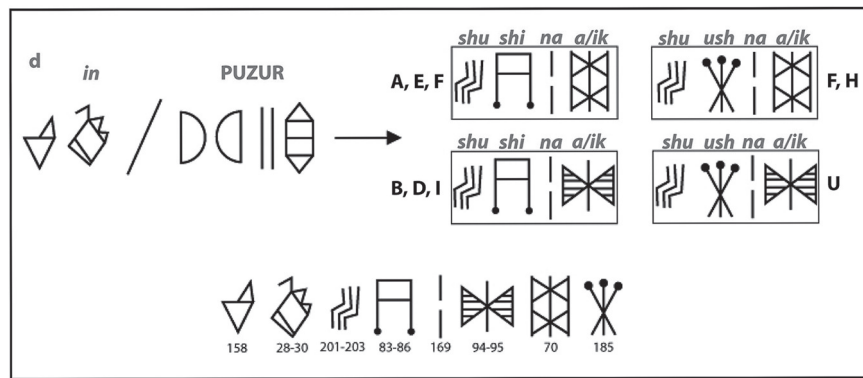 d
in PUZUR
shu shi na a/ik
A, E, F
shu ush na a/ik
F, H
shu shi na a/ik
B, D, I
shu ush na a/ik
U
158 28-30 201-203 83-86 169 94-95 70 185